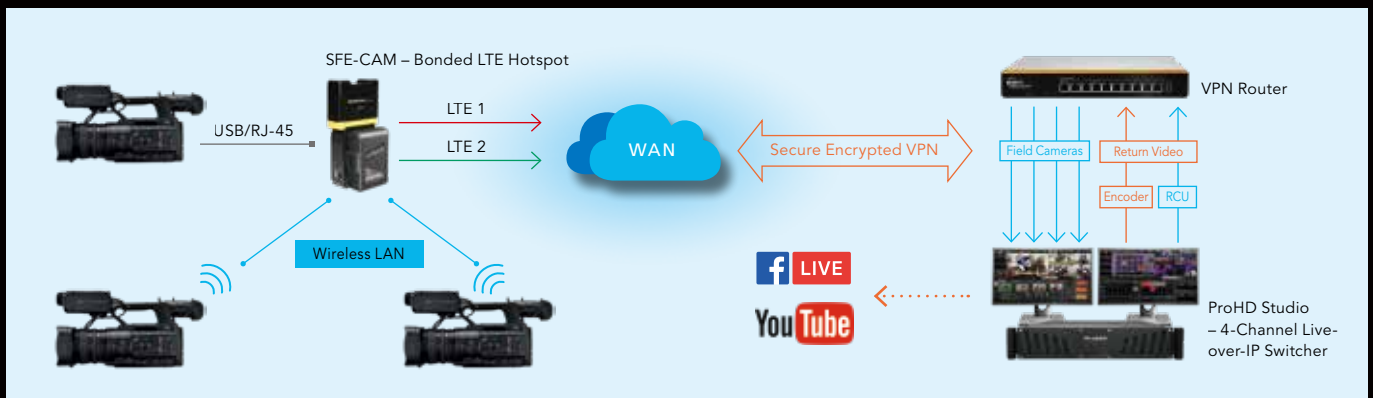 SFE-CAM – Bonded LTE Hotspot
USB/RJ-45
LTE 1
LTE 2
WAN
Secure Encrypted VPN
VPN Router
Field Cameras
Return Video
Encoder
RCU
Wireless LAN
f LIVE
YouTube
ProHD Studio
– 4-Channel Live-
over-IP Switcher